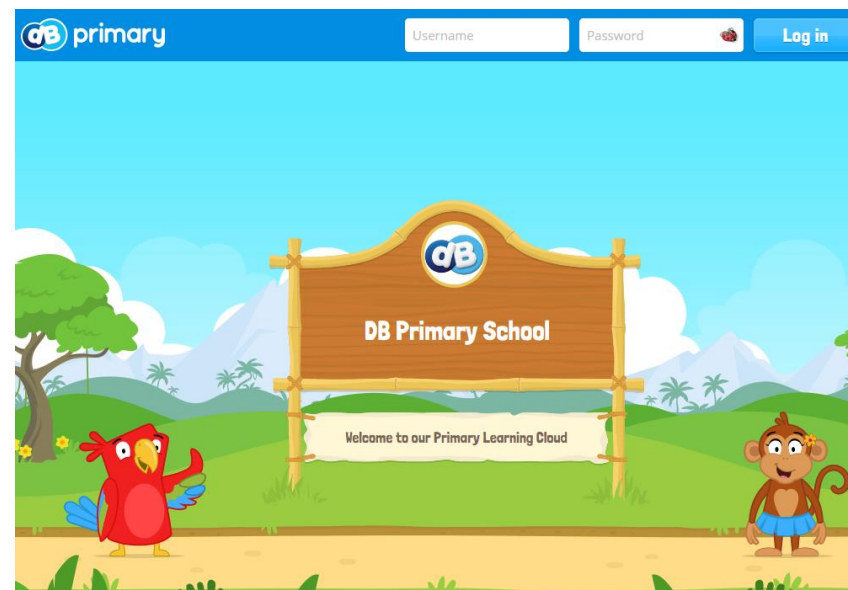 dB primary
Username
Password
Log in
dB
DB Primary School
Welcome to our Primary Learning Cloud